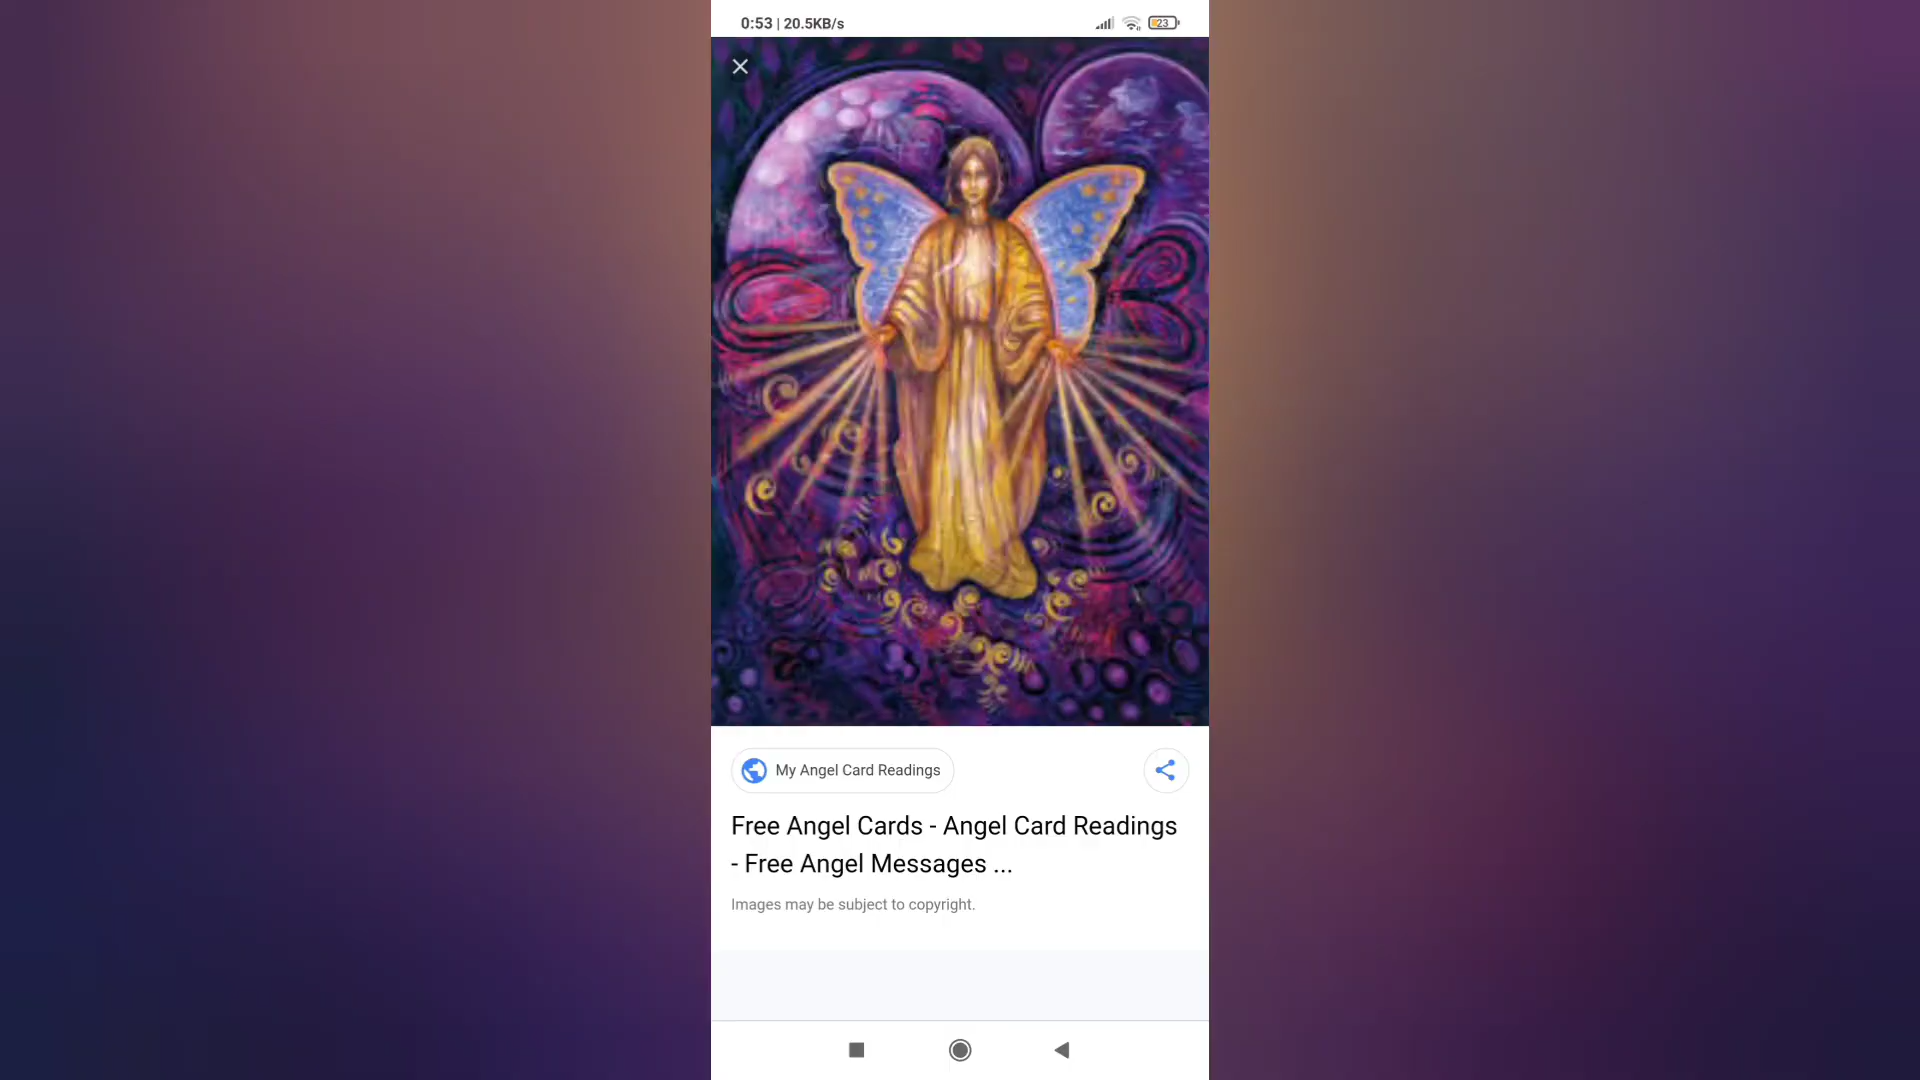 0:53 | 20.5KB/s
23
My Angel Card Readings
Free Angel Cards - Angel Card Readings
- Free Angel Messages ...
Images may be subject to copyright.